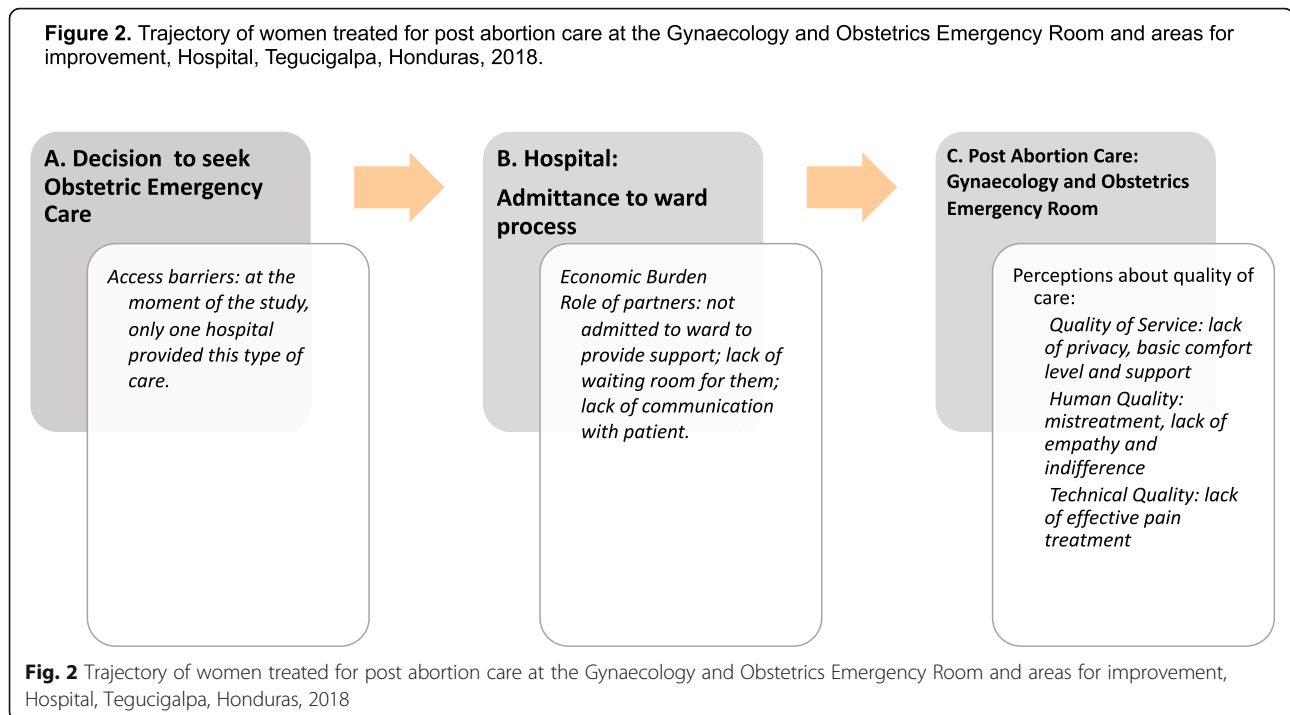 Figure 2. Trajectory of women treated for post abortion care at the Gynaecology and Obstetrics Emergency Room and areas for
improvement, Hospital, Tegucigalpa, Honduras, 2018.
A. Decision to seek
Obstetric Emergency
Care
Access barriers: at the
moment of the study,
only one hospital
provided this type of
care.
B. Hospital:
Admittance to ward
process
Economic Burden
Role of partners: not
admitted to ward to
provide support; lack of
waiting room for them;
lack of communication
with patient.
C. Post Abortion Care:
Gynaecology and Obstetrics
Emergency Room
Perceptions about quality of
care:
Quality of Service: lack
of privacy, basic comfort
level and support
Human Quality:
mistreatment, lack of
empathy and
indifference
Technical Quality: lack
of effective pain
treatment
Fig. 2 Trajectory of women treated for post abortion care at the Gynaecology and Obstetrics Emergency Room and areas for improvement,
Hospital, Tegucigalpa, Honduras, 2018